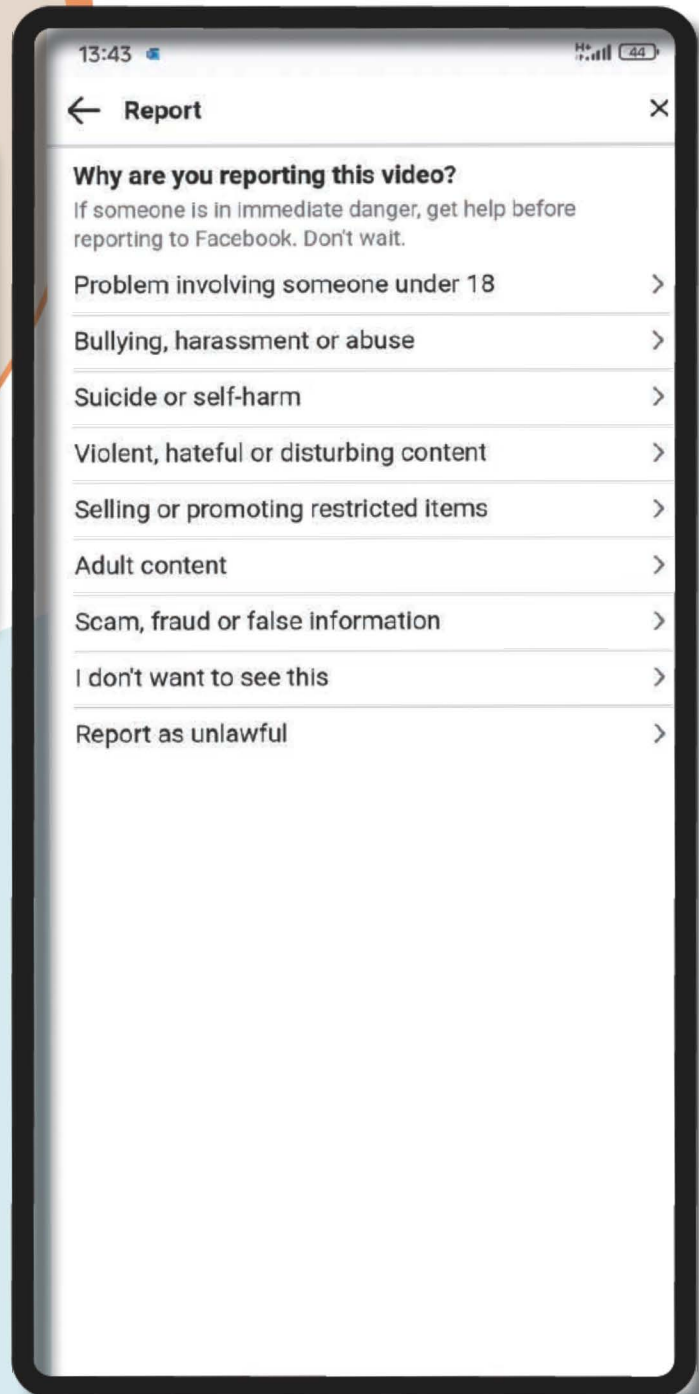 13:43
H+ 44
Report
Why are you reporting this video?
If someone is in immediate danger, get help before
reporting to Facebook. Don't wait.
Problem involving someone under 18
Bullying, harassment or abuse
Suicide or self-harm
Violent, hateful or disturbing content
Selling or promoting restricted items
Adult content
Scam, fraud or false information
I don't want to see this
Report as unlawful